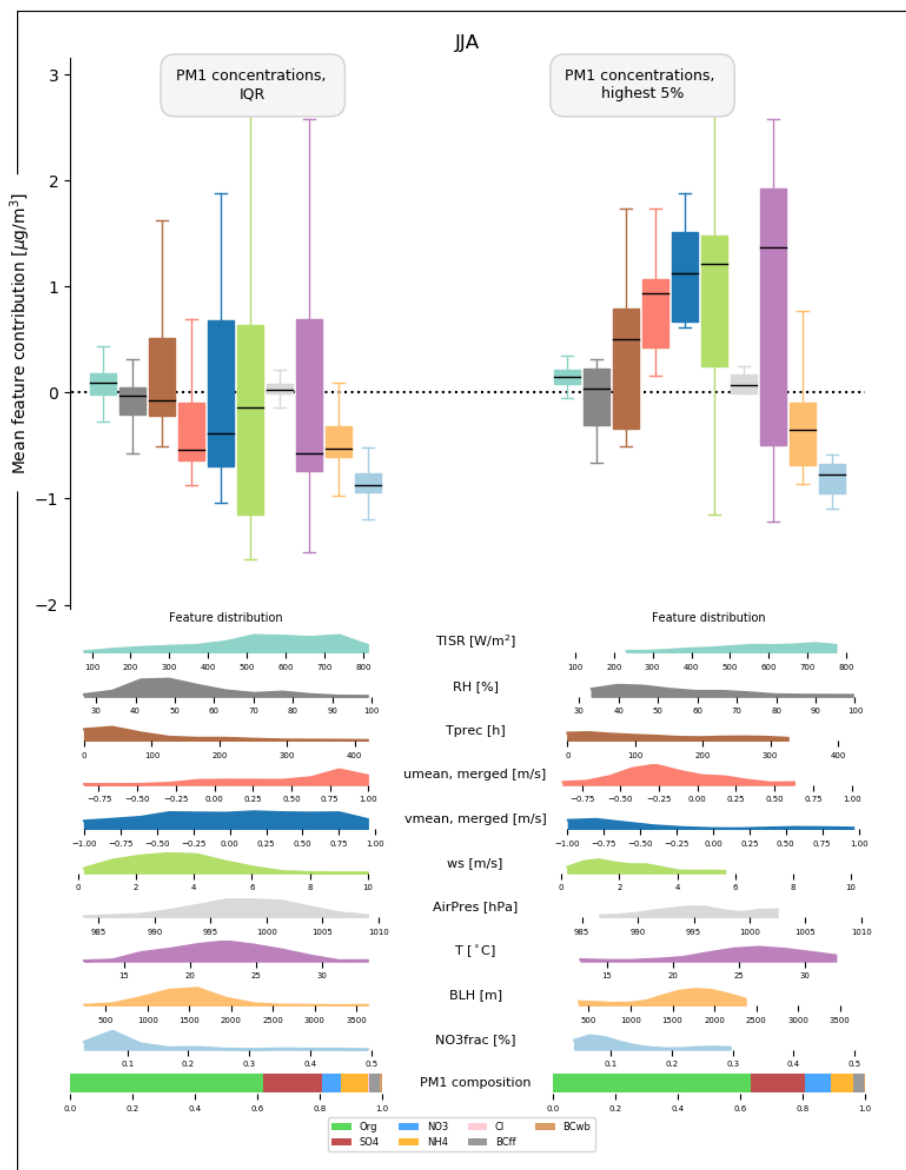 JJA
PM1 concentrations,
IQR
PM1 concentrations,
highest 5%
Mean feature contribution [µg/m³]
3
2
1
0
−1
−2
Feature distribution
Feature distribution
TISR [W/m²]
100 200 300 400 500 600 700 800
100 200 300 400 500 600 700 800
RH [%]
30 40 50 60 70 80 90 100
30 40 50 60 70 80 90 100
Tprec [h]
0 100 200 300 400
0 100 200 300 400
umean, merged [m/s]
−0.75 −0.50 −0.25 0.00 0.25 0.50 0.75 1.00
−0.75 −0.50 −0.25 0.00 0.25 0.50 0.75 1.00
vmean, merged [m/s]
−1.00 −0.75 −0.50 −0.25 0.00 0.25 0.50 0.75 1.00
−1.00 −0.75 −0.50 −0.25 0.00 0.25 0.50 0.75 1.00
ws [m/s]
0 2 4 6 8 10
0 2 4 6 8 10
AirPres [hPa]
985 990 995 1000 1005 1010
985 990 995 1000 1005 1010
T [˚C]
15 20 25 30
15 20 25 30
BLH [m]
500 1000 1500 2000 2500 3000 3500
500 1000 1500 2000 2500 3000 3500
NO3frac [%]
0.1 0.2 0.3 0.4 0.5
0.1 0.2 0.3 0.4 0.5
PM1 composition
0.0 0.2 0.4 0.6 0.8 1.0
0.0 0.2 0.4 0.6 0.8 1.0
Org NO3 Cl BCwb
SO4 NH4 BCff